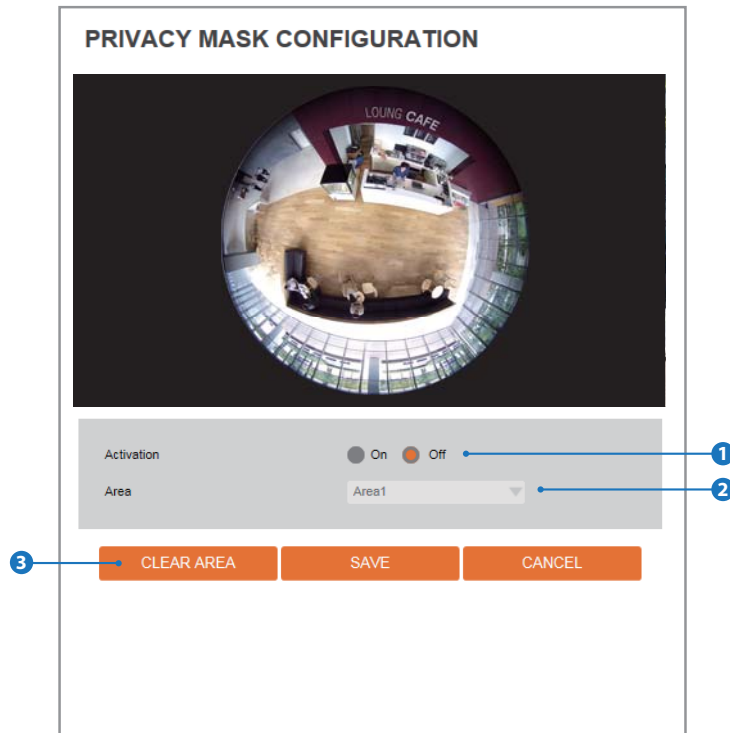 PRIVACY MASK CONFIGURATION
LOUNG CAFE
Activation On Off 1
Area Area1 2
3 CLEAR AREA SAVE CANCEL